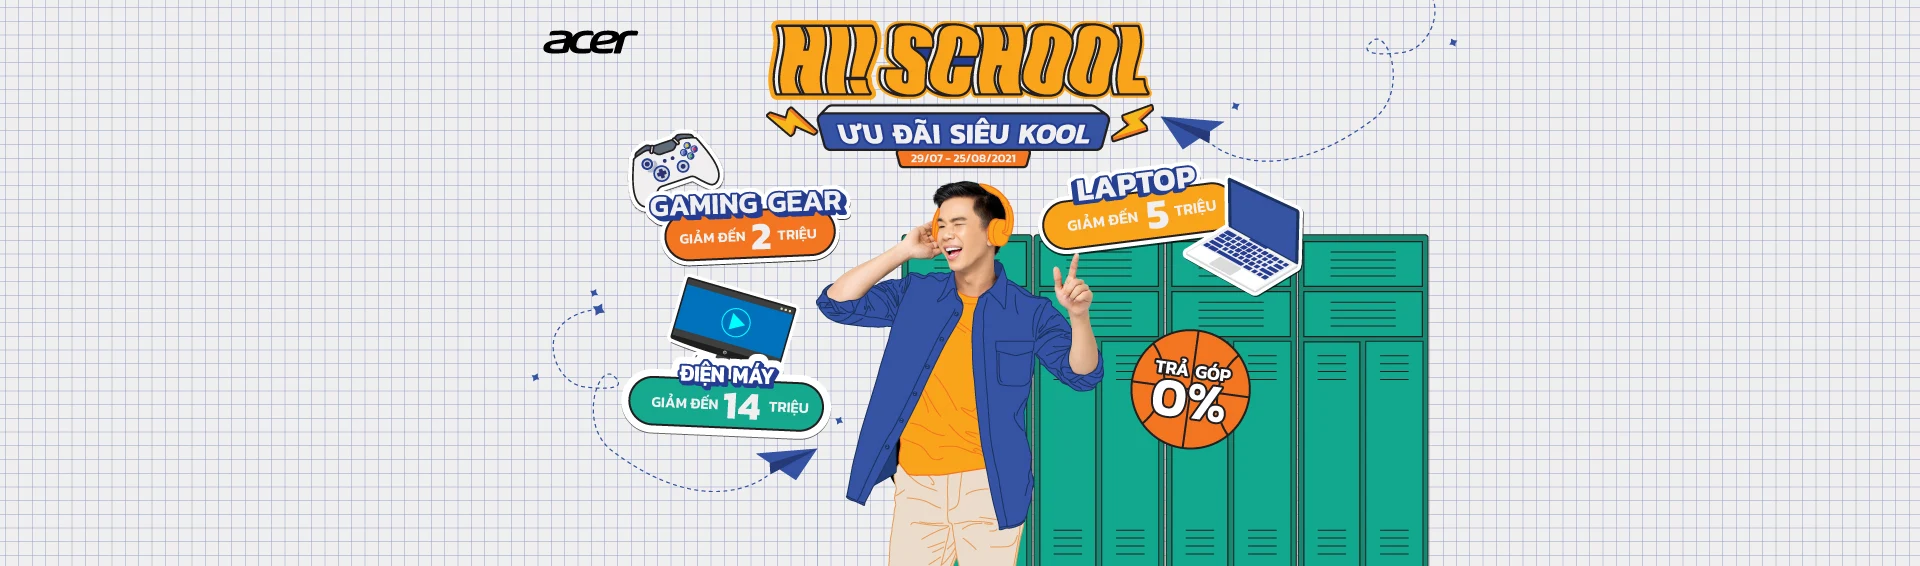 acer
HI! SCHOOL
ƯU ĐÃI SIÊU KOOL
29/07 - 25/08/2021
GAMING GEAR
GIẢM ĐẾN 2 TRIỆU
LAPTOP
GIẢM ĐẾN 5 TRIỆU
ĐIỆN MÁY
GIẢM ĐẾN 14 TRIỆU
TRẢ GÓP
0%